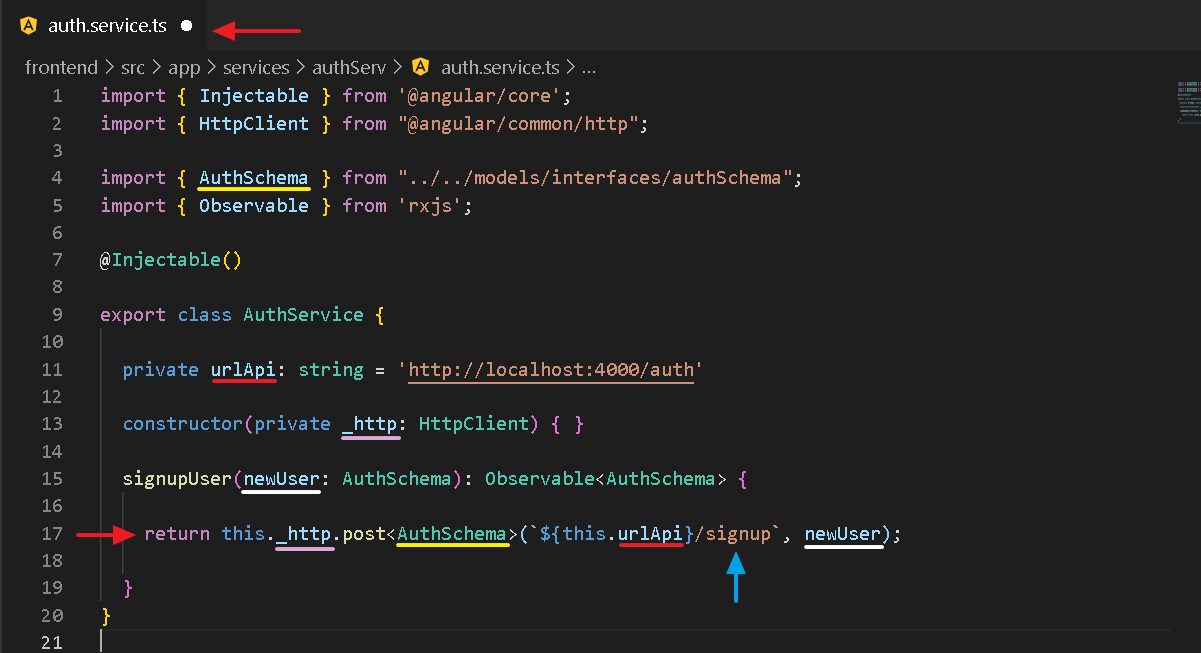 auth.service.ts
frontend > src > app > services > authServ > auth.service.ts > ...
1 import { Injectable } from '@angular/core';
2 import { HttpClient } from "@angular/common/http";
3
4 import { AuthSchema } from "../../models/interfaces/authSchema";
5 import { Observable } from 'rxjs';
6
7 @Injectable()
8
9 export class AuthService {
10
11 private urlApi: string = 'http://localhost:4000/auth'
12
13 constructor(private _http: HttpClient) { }
14
15 signupUser(newUser: AuthSchema): Observable<AuthSchema> {
16
17 return this._http.post<AuthSchema>(`${this.urlApi}/signup`, newUser);
18
19 }
20 }
21